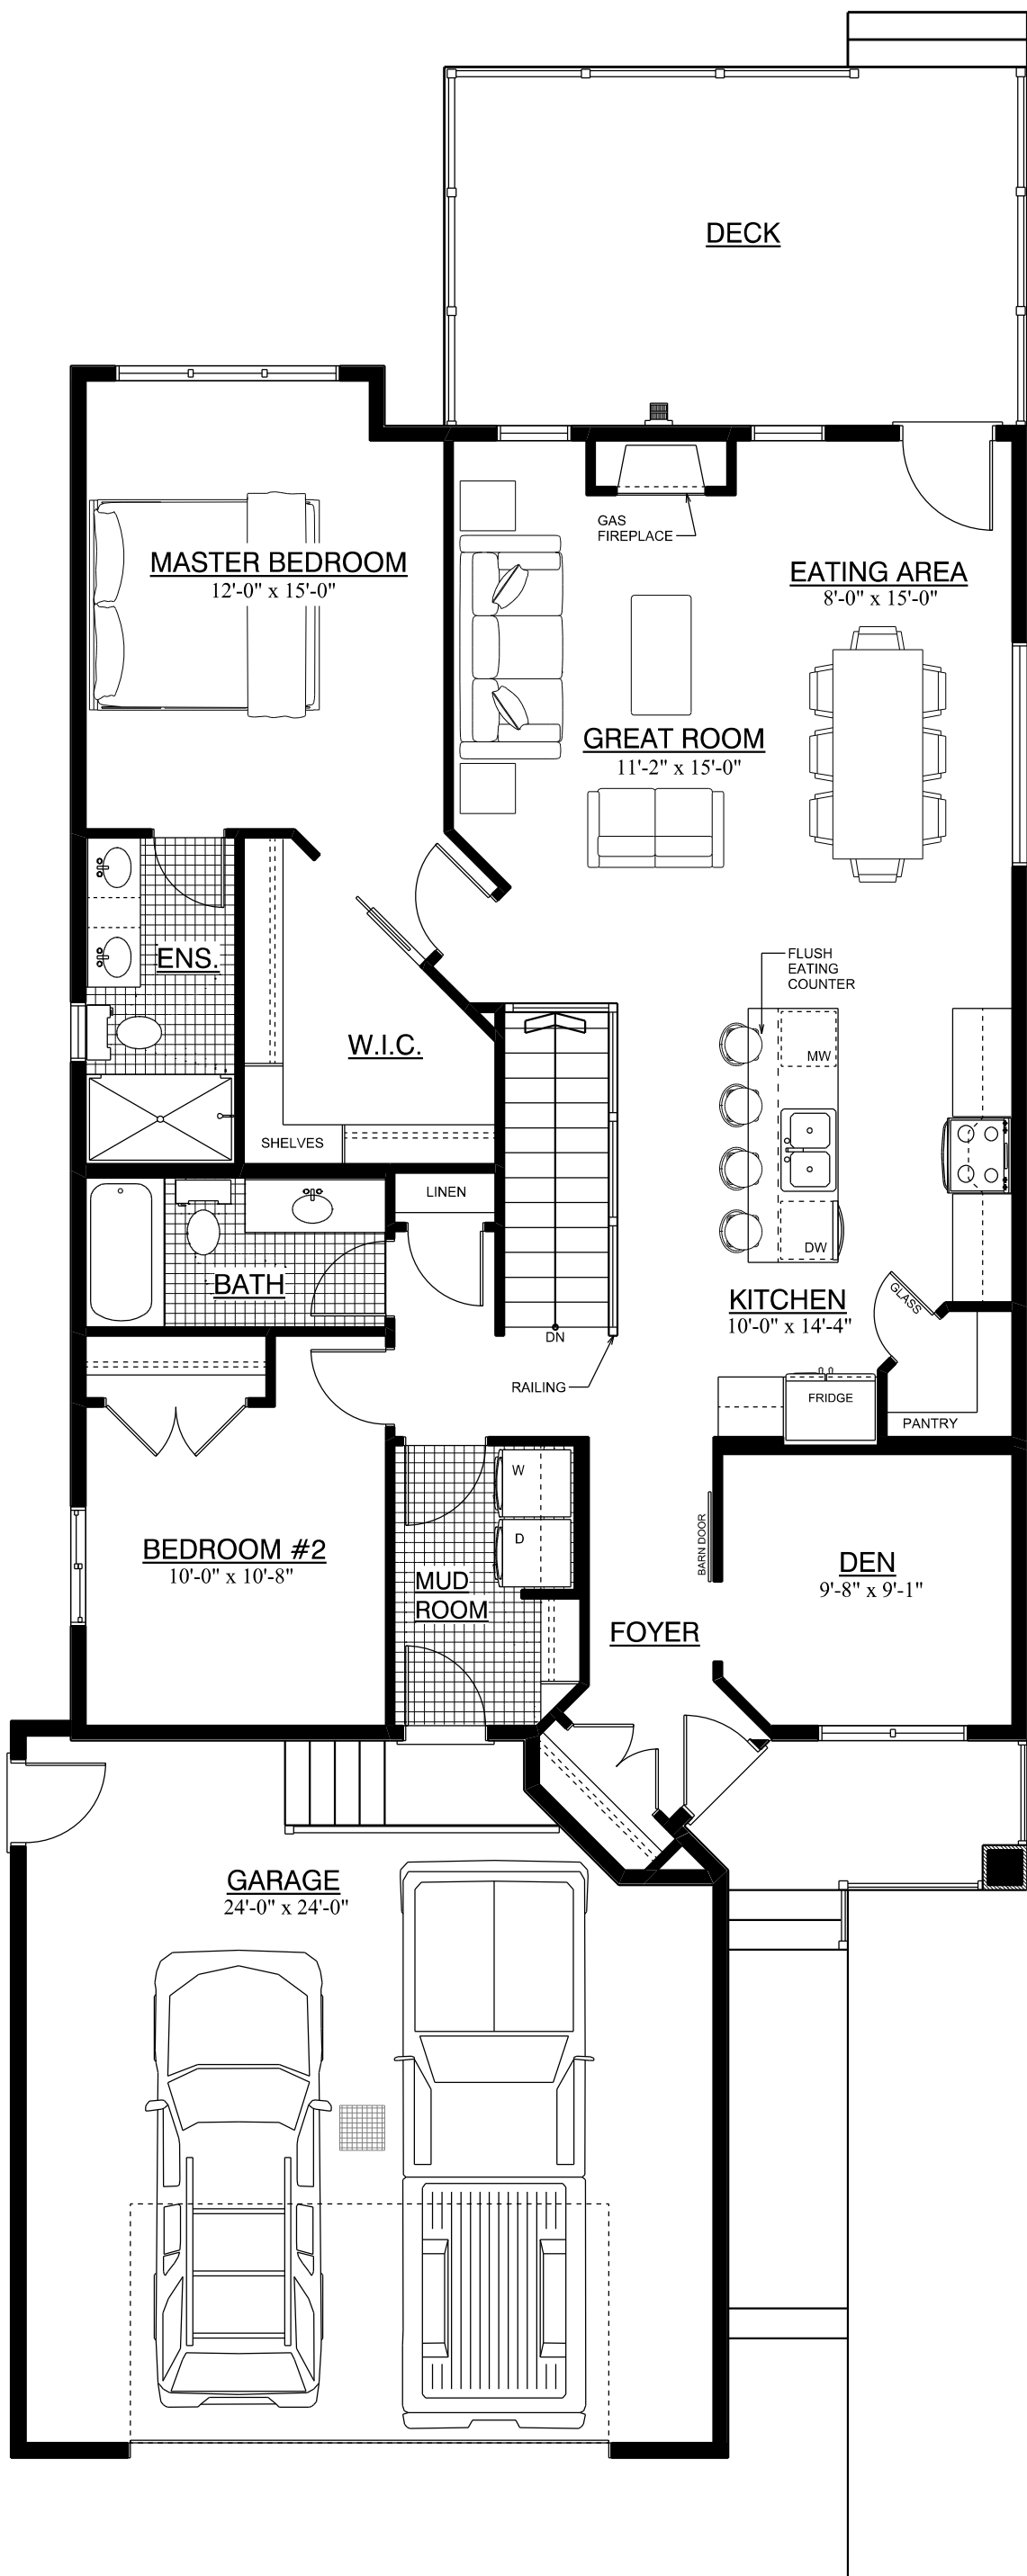 DECK
GAS
FIREPLACE
MASTER BEDROOM
12'-0" x 15'-0"
EATING AREA
8'-0" x 15'-0"
GREAT ROOM
11'-2" x 15'-0"
ENS.
FLUSH
EATING
COUNTER
W.I.C.
MW
SHELVES
LINEN
DW
BATH
GLASS
KITCHEN
10'-0" x 14'-4"
DN
RAILING
FRIDGE
PANTRY
W
BARN DOOR
D
BEDROOM #2
10'-0" x 10'-8"
DEN
9'-8" x 9'-1"
MUD
ROOM
FOYER
GARAGE
24'-0" x 24'-0"